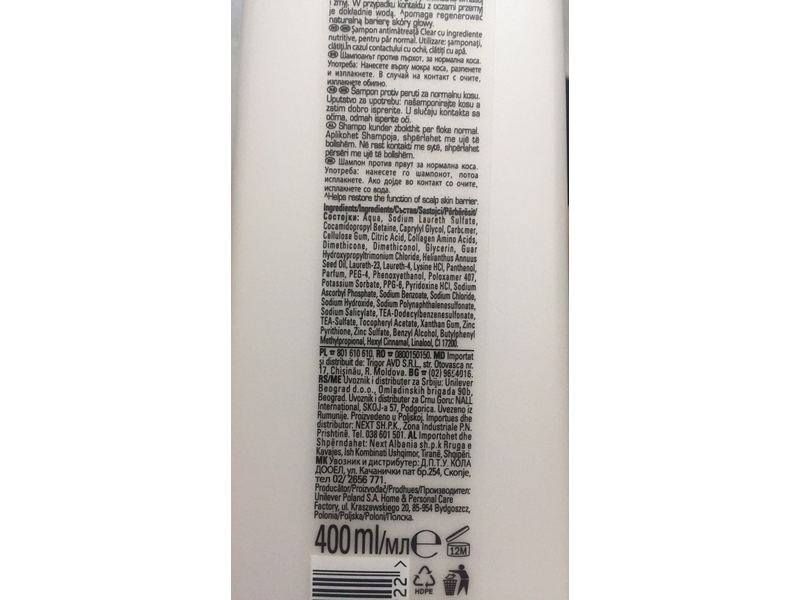 i zmyj. W przypadku kontaktu z oczami przemyj
je dokładnie wodą. ^pomaga regenerować
naturalną barierę skóry głowy.
Șampon antimătreață Clear cu ingrediente
nutritive, pentru păr normal. Utilizare: șamponați,
clătiți.În cazul contactului cu ochii, clătiți cu apă.
Шампоанът против пърхот, за нормална коса.
Употреба: Нанесете върху мокра коса, разпенете
и изплакнете. В случай на контакт с очите,
изплакнете обилно.
Šampon protiv peruti za normalnu kosu.
Uputstvo za upotrebu: našamponirajte kosu a
zatim dobro isperite. U slučaju kontakta sa
očima, odmah isperite oči.
AL Shampo kunder zbokthit per floke normal.
Aplikohet Shampoja, shpërlahet me ujë të
bollshëm. Në rast kontakti me sytë, shpërlahet
përsëri me ujë të bollshëm.
Шампон против првут за нормална коса.
Употреба: нанесете го шампонот, потоа
исплакнете. Ако дојде во контакт со очите,
исплакнете со вода.
^Helps restore the function of scalp skin barrier.
Ingredients/Ingrediente/Състав/Sastojci/Përbërësit/
Состојки: Aqua, Sodium Laureth Sulfate,
Cocamidopropyl Betaine, Caprylyl Glycol, Carbomer,
Cellulose Gum, Citric Acid, Collagen Amino Acids,
Dimethicone, Dimethiconol, Glycerin, Guar
Hydroxypropyltrimonium Chloride, Helianthus Annuus
Seed Oil, Laureth-23, Laureth-4, Lysine HCl, Panthenol,
Parfum, PEG-4, Phenoxyethanol, Poloxamer 407,
Potassium Sorbate, PPG-6, Pyridoxine HCl, Sodium
Ascorbyl Phosphate, Sodium Benzoate, Sodium Chloride,
Sodium Hydroxide, Sodium Polynaphthalenesulfonate,
Sodium Salicylate, TEA-Dodecylbenzenesulfonate,
TEA-Sulfate, Tocopheryl Acetate, Xanthan Gum, Zinc
Pyrithione, Zinc Sulfate, Benzyl Alcohol, Butylphenyl
Methylpropional, Hexyl Cinnamal, Linalool, CI 17200.
PL ☎ 801 610 610. RO ☎ 0800150150. MD Importat
și distribuit de: Trigor AVD S.R.L., str. Otovasca nr.
17, Chișinău, R. Moldova. BG ☎ (02) 9654016.
RS/ME Uvoznik i distributer za Srbiju: Unilever
Beograd d.o.o., Omladinskih brigada 90b,
Beograd. Uvoznik i distributer za Crnu Goru: NALL
International, SKOJ-a 57, Podgorica. Uvezeno iz
Rumunije. Proizvedeno u Poljskoj. Importues dhe
distributor: NEXT SH.P.K., Zona Industriale P.N.
Prishtinë. Tel. 038 601 501. AL Importohet dhe
Shpërndahet: Next Albania sh.p.k Rruga e
Kavajes, Ish Kombinati Ushqimor, Tiranë, Shqipëri.
MK Увозник и дистрибутер: Д.П.Т.У. КОЛА
ДООЕЛ, ул. Качанички пат бр.254, Скопје,
тел 02/ 2656 771.
Producător/Proizvođač/Prodhues/Производител:
Unilever Poland S.A. Home & Personal Care
Factory, ul. Kraszewskiego 20, 85-954 Bydgoszcz,
Polonia/Poljska/Poloni/Полска.
400ml/мл℮ 12M
22> HDPE